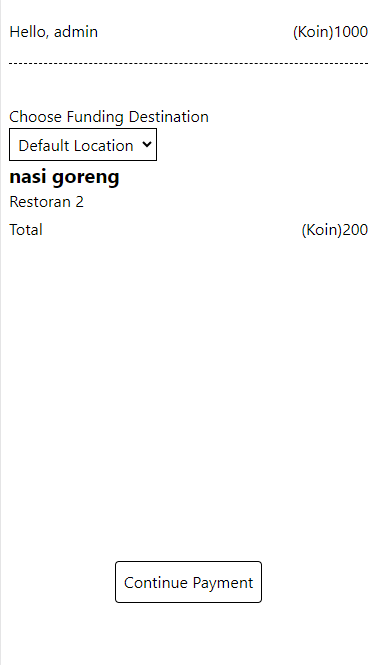 Hello, admin (Koin)1000
Choose Funding Destination
Default Location
nasi goreng
Restoran 2
Total (Koin)200
Continue Payment